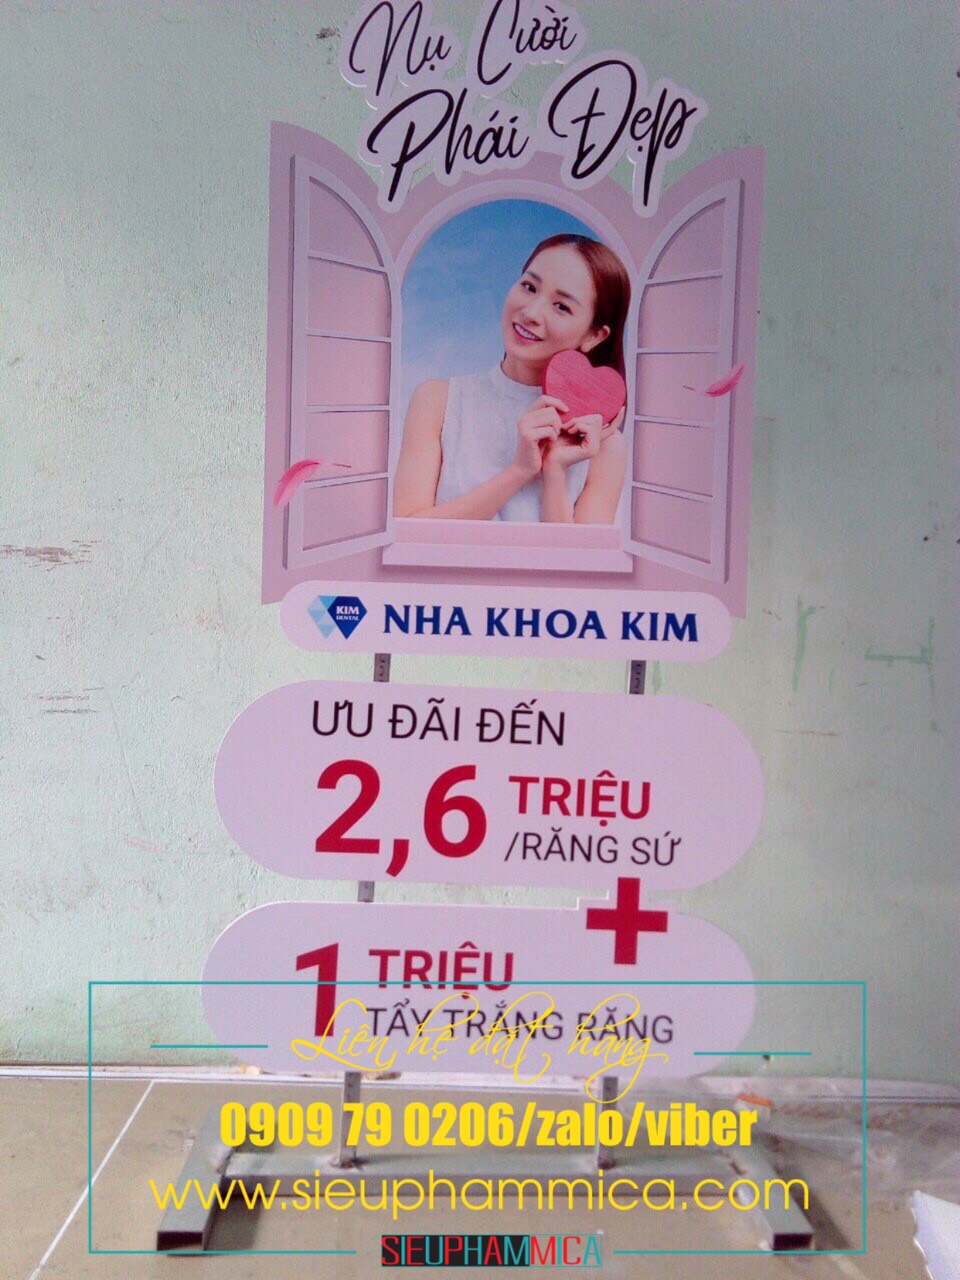 Nụ Cười
Phái Đẹp
KIM
DENTAL
NHA KHOA KIM
ƯU ĐÃI ĐẾN
2,6 TRIỆU
/RĂNG SỨ
+
1 TRIỆU
TẨY TRẮNG RĂNG
Liên hệ đặt hàng
0909 79 0206/zalo/viber
www.sieuphammica.com
SIEUPHAMMICA